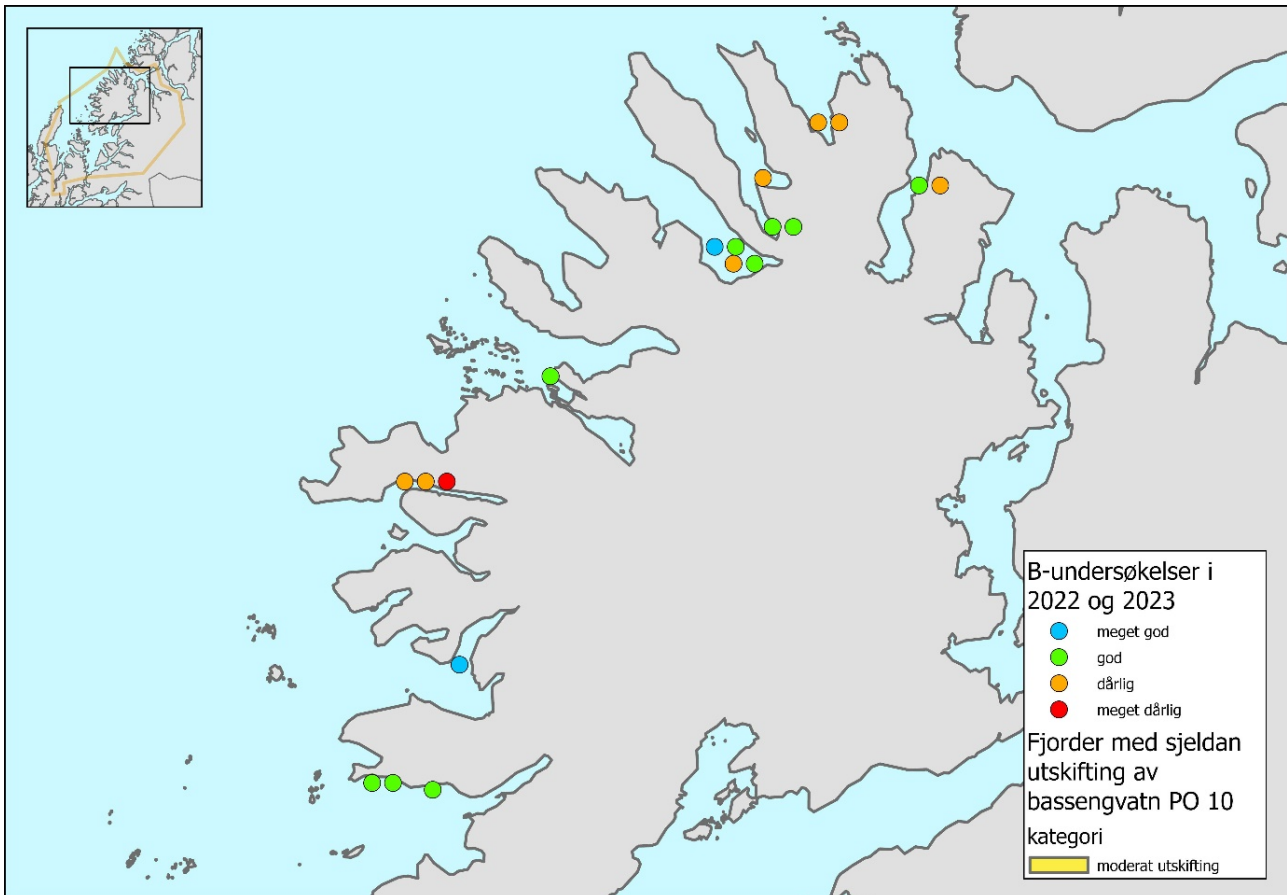 B-undersøkelser i
2022 og 2023
meget god
god
dårlig
meget dårlig
Fjorder med sjeldan
utskifting av
bassengvatn PO 10
kategori
moderat utskifting